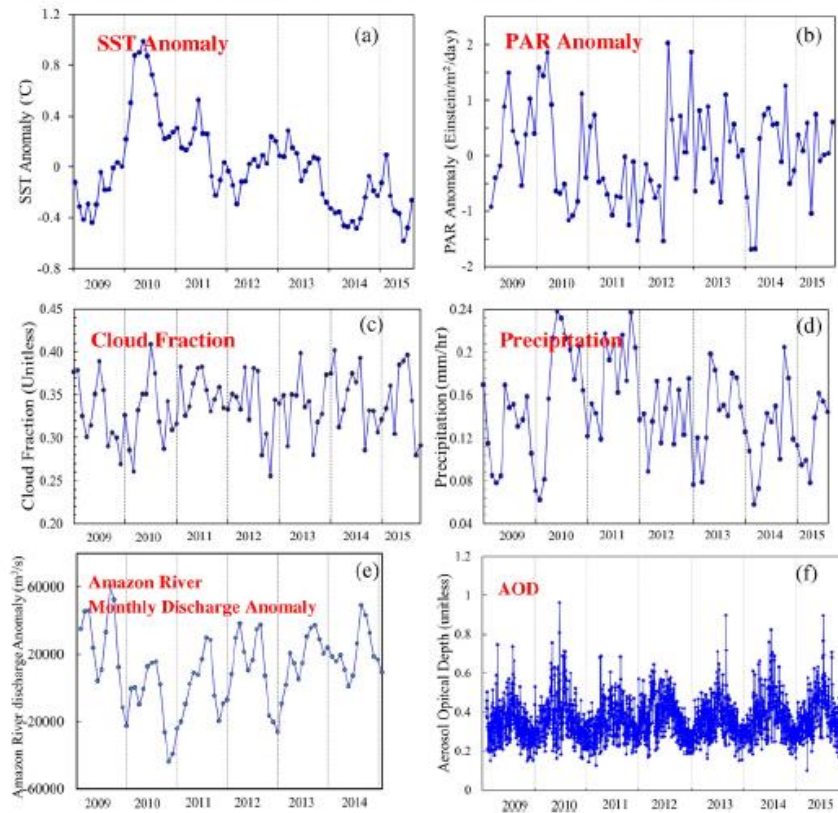 SST Anomaly
(a)
SST Anomaly (°C)
1.2
0.8
0.4
0
-0.4
-0.8
2009 2010 2011 2012 2013 2014 2015
PAR Anomaly
(b)
PAR Anomaly (Einstein/m²/day)
2
1
0
-1
-2
2009 2010 2011 2012 2013 2014 2015
Cloud Fraction
(c)
Cloud Fraction (Unitless)
0.45
0.40
0.35
0.30
0.25
0.20
2009 2010 2011 2012 2013 2014 2015
Precipitation
(d)
Precipitation (mm/hr)
0.24
0.2
0.16
0.12
0.08
0.04
2009 2010 2011 2012 2013 2014 2015
Amazon River
Monthly Discharge Anomaly
(e)
Amazon River discharge Anomaly (m³/s)
60000
20000
-20000
-60000
2009 2010 2011 2012 2013 2014
AOD
(f)
Aerosol Opitcal Depth (unitless)
1.2
1
0.8
0.6
0.4
0.2
0
2009 2010 2011 2012 2013 2014 2015